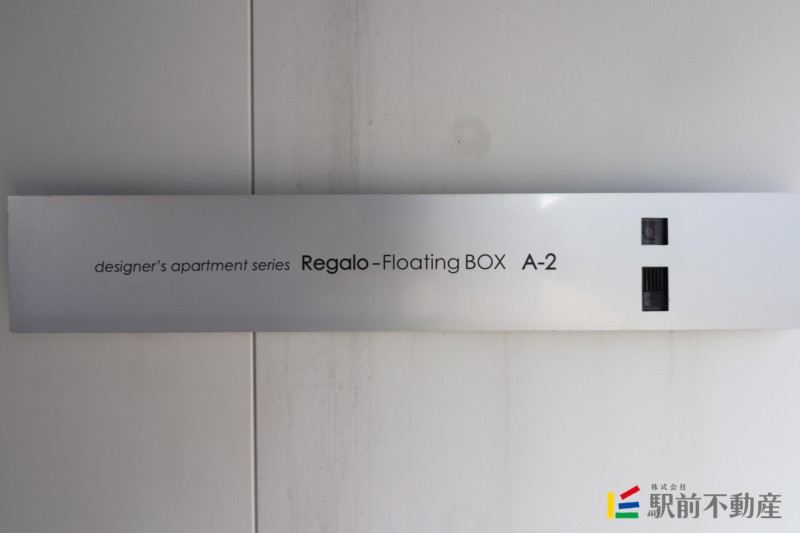 designer's apartment series Regalo-Floating BOX A-2
株式会社
駅前不動産